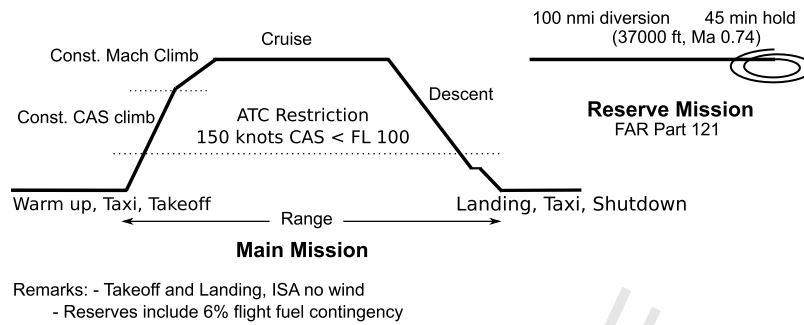 100 nmi diversion 45 min hold
(37000 ft, Ma 0.74)
Const. Mach Climb
Cruise
Const. CAS climb
ATC Restriction
150 knots CAS < FL 100
Descent
Reserve Mission
FAR Part 121
Warm up, Taxi, Takeoff
Landing, Taxi, Shutdown
Range
Main Mission
Remarks: - Takeoff and Landing, ISA no wind
- Reserves include 6% flight fuel contingency